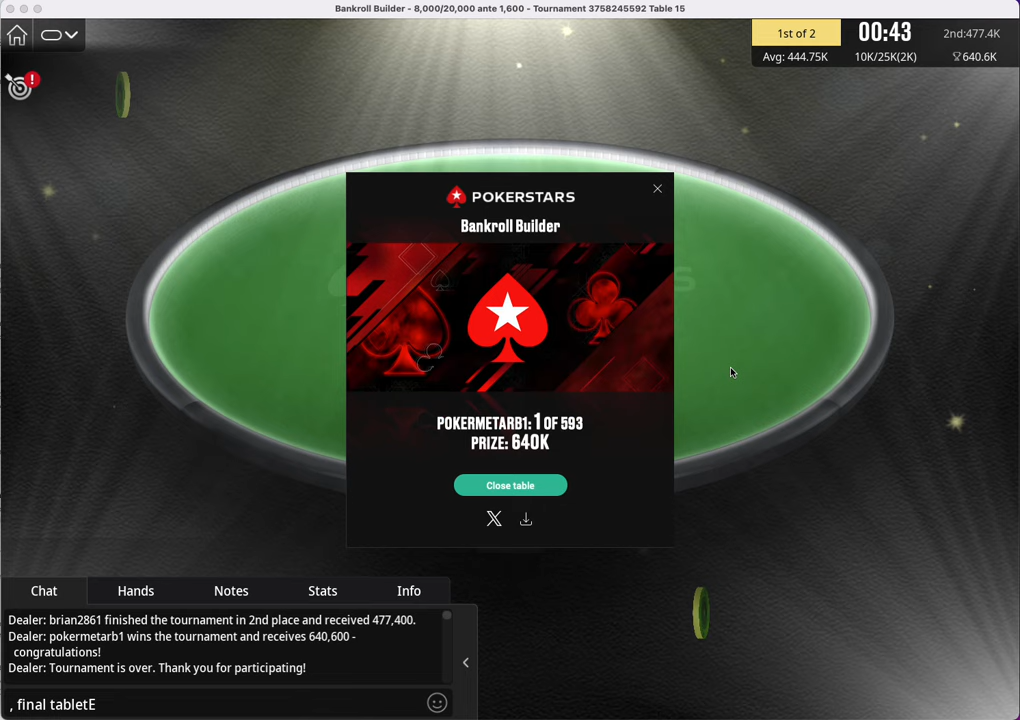 Bankroll Builder - 8,000/20,000 ante 1,600 - Tournament 3758245592 Table 15
1st of 2
00:43
2nd:477.4K
Avg: 444.75K
10K/25K(2K)
640.6K
!
POKERSTARS
Bankroll Builder
S
POKERMETARB1: 1 OF 593
PRIZE: 640K
Close table
Chat
Hands
Notes
Stats
Info
Dealer: brian2861 finished the tournament in 2nd place and received 477,400.
Dealer: pokermetarb1 wins the tournament and receives 640,600 -
congratulations!
Dealer: Tournament is over. Thank you for participating!
, final tabletE